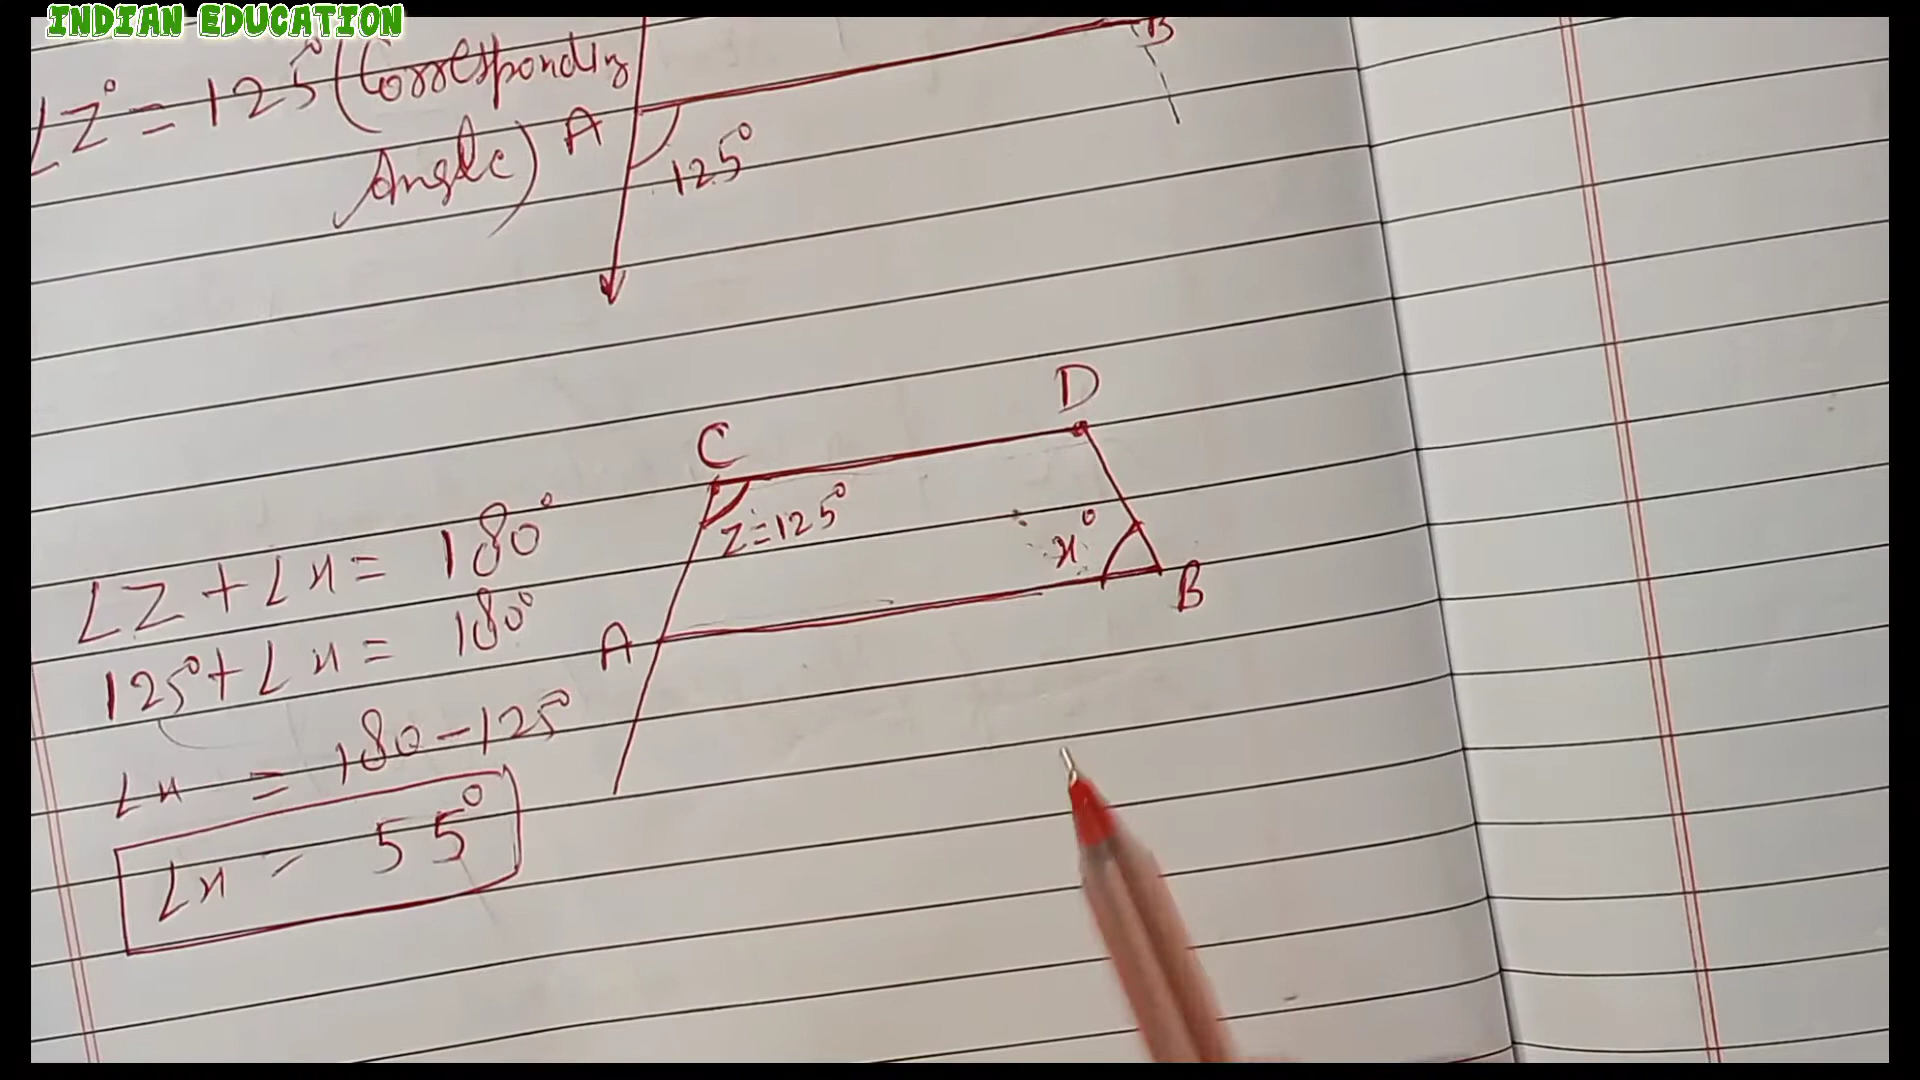 INDIAN EDUCATION
∠Z° = 125° (Corresponding
Angle)
A
B
125°
C
D
Z=125°
x°
A
B
∠Z + ∠x = 180°
125° + ∠x = 180°
∠x = 180 - 125°
∠x = 55°